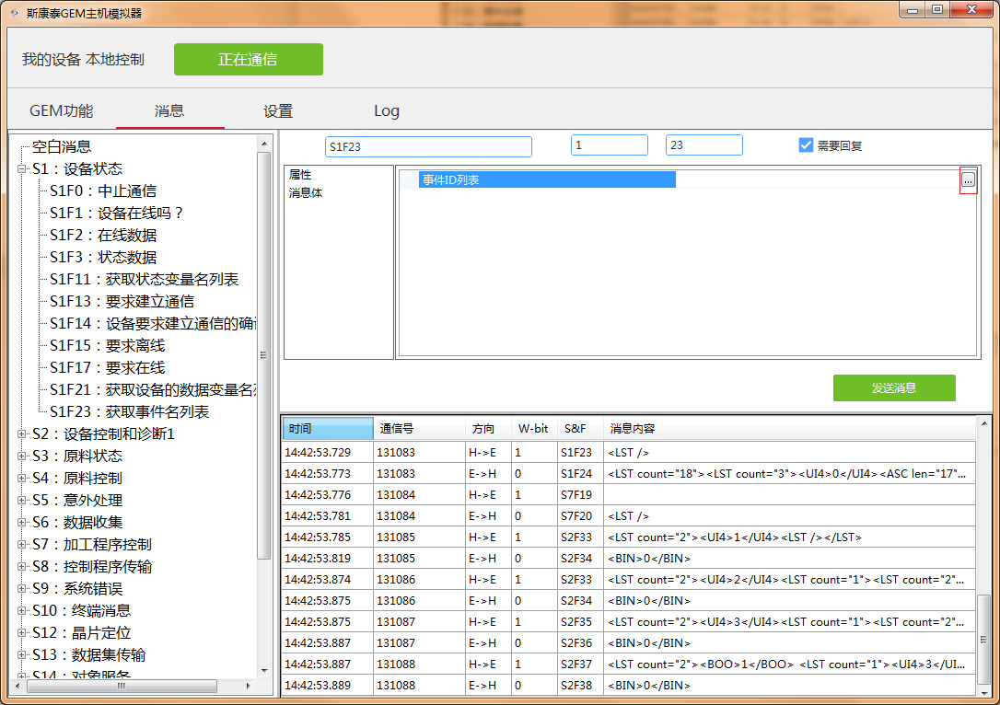 斯康泰GEM主机模拟器
我的设备 本地控制
正在通信
GEM功能 消息 设置 Log
空白消息
S1：设备状态
S1F0：中止通信
S1F1：设备在线吗？
S1F2：在线数据
S1F3：状态数据
S1F11：获取状态变量名列表
S1F13：要求建立通信
S1F14：设备要求建立通信的确
S1F15：要求离线
S1F17：要求在线
S1F21：获取设备的数据变量名
S1F23：获取事件名列表
S2：设备控制和诊断1
S3：原料状态
S4：原料控制
S5：意外处理
S6：数据收集
S7：加工程序控制
S8：控制程序传输
S9：系统错误
S10：终端消息
S12：晶片定位
S13：数据集传输
S14：对象服务
S1F23 1 23 需要回复
属性
消息体
事件ID列表
...
发送消息
时间 通信号 方向 W-bit S&F 消息内容
14:42:53.729 131083 H->E 1 S1F23 <LST />
14:42:53.773 131083 E->H 0 S1F24 <LST count="18"><LST count="3"><UI4>0</UI4><ASC len="17"...
14:42:53.776 131084 H->E 1 S7F19
14:42:53.781 131084 E->H 0 S7F20 <LST />
14:42:53.785 131085 H->E 1 S2F33 <LST count="2"><UI4>1</UI4><LST /></LST>
14:42:53.819 131085 E->H 0 S2F34 <BIN>0</BIN>
14:42:53.874 131086 H->E 1 S2F33 <LST count="2"><UI4>2</UI4><LST count="1"><LST count="2"...
14:42:53.875 131086 E->H 0 S2F34 <BIN>0</BIN>
14:42:53.875 131087 H->E 1 S2F35 <LST count="2"><UI4>3</UI4><LST count="1"><LST count="2"...
14:42:53.887 131087 E->H 0 S2F36 <BIN>0</BIN>
14:42:53.887 131088 H->E 1 S2F37 <LST count="2"><BOO>1</BOO> <LST count="1"><UI4>3</UI...
14:42:53.889 131088 E->H 0 S2F38 <BIN>0</BIN>